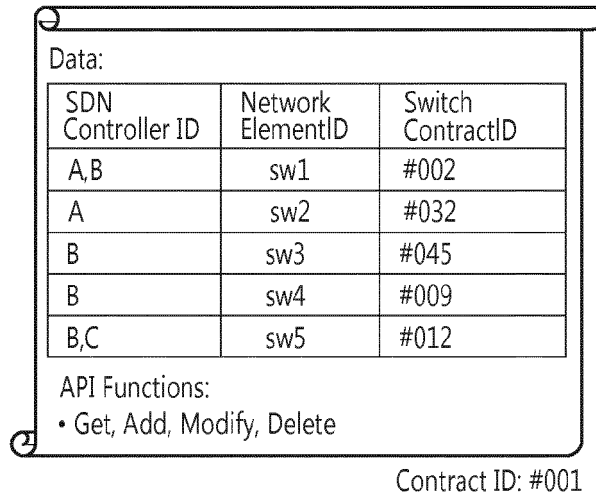 Data:
SDN Network Switch
Controller ID ElementID ContractID
A,B sw1 #002
A sw2 #032
B sw3 #045
B sw4 #009
B,C sw5 #012
API Functions:
• Get, Add, Modify, Delete
Contract ID: #001